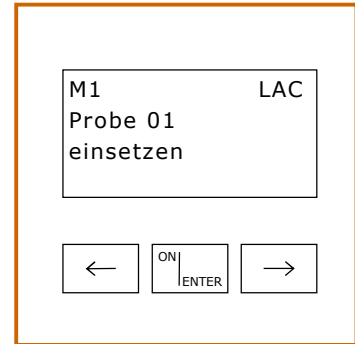 M1 LAC
Probe 01
einsetzen
← ON ENTER →